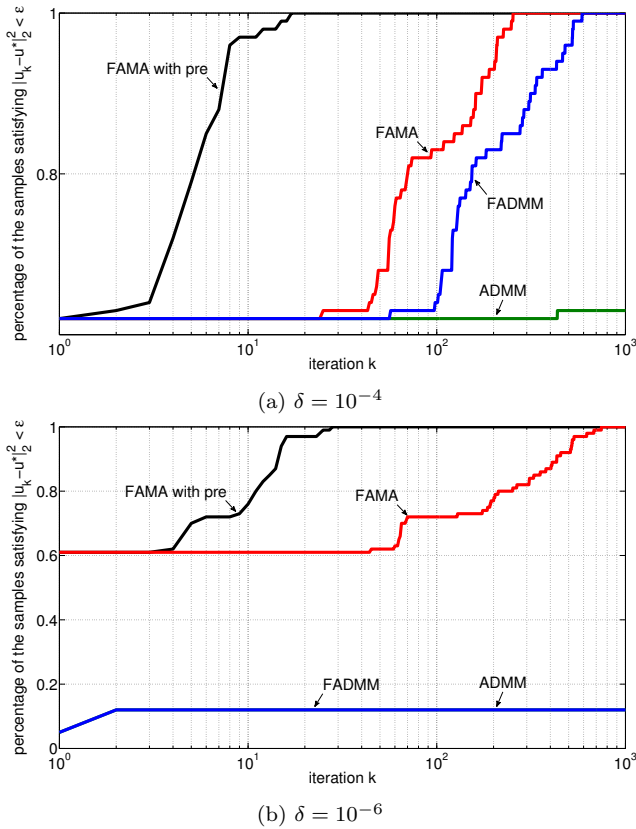 percentage of the samples satisfying |u_k−u*|_2^2 < ε
FAMA with pre
FAMA
0.8
FADMM
ADMM
10^0 10^1 10^2 10^3
iteration k
(a) δ = 10^−4
percentage of the samples satisfying |u_k−u*|_2^2 < ε
1
0.8
FAMA with pre
FAMA
0.6
0.4
0.2
FADMM
ADMM
0
10^0 10^1 10^2 10^3
iteration k
(b) δ = 10^−6